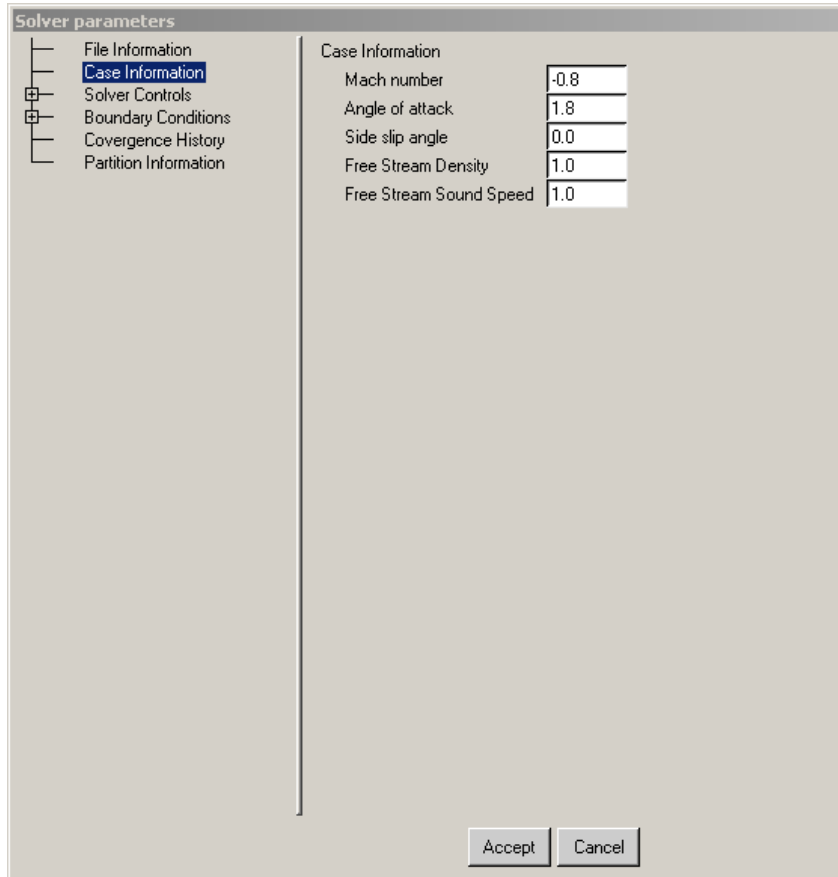 Solver parameters
File Information
Case Information
Solver Controls
Boundary Conditions
Covergence History
Partition Information
Case Information
Mach number -0.8
Angle of attack 1.8
Side slip angle 0.0
Free Stream Density 1.0
Free Stream Sound Speed 1.0
Accept Cancel